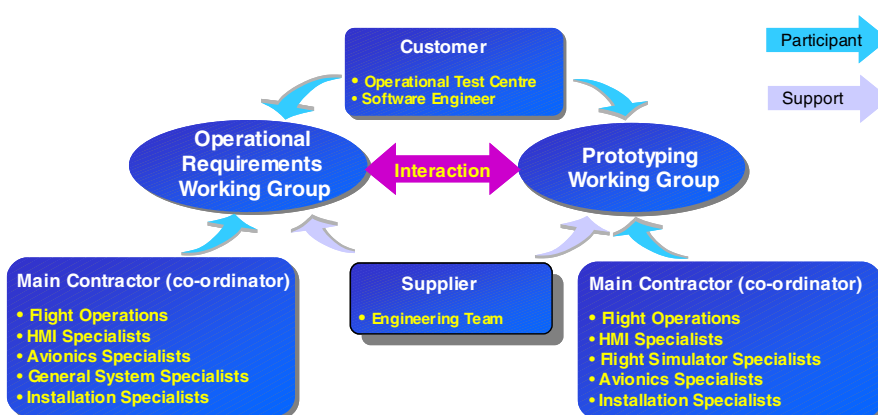 Customer
• Operational Test Centre
• Software Engineer
Participant
Support
Operational
Requirements
Working Group
Interaction
Prototyping
Working Group
Main Contractor (co-ordinator)
• Flight Operations
• HMI Specialists
• Avionics Specialists
• General System Specialists
• Installation Specialists
Supplier
• Engineering Team
Main Contractor (co-ordinator)
• Flight Operations
• HMI Specialists
• Flight Simulator Specialists
• Avionics Specialists
• Installation Specialists